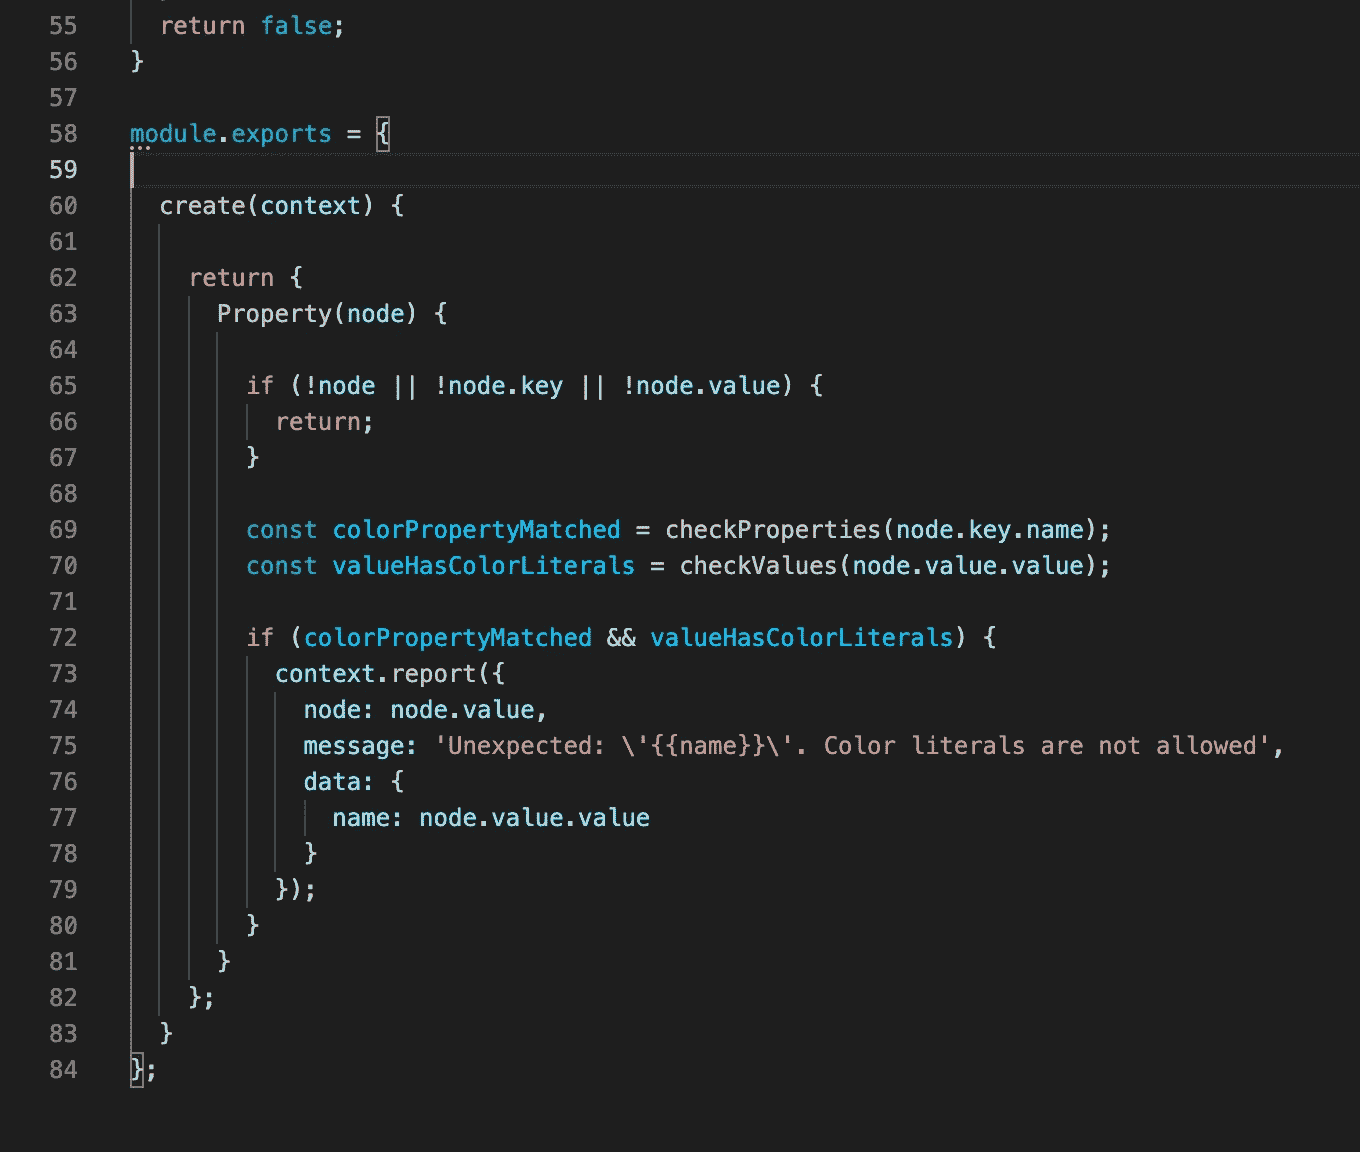 55 return false;
56 }
57
58 module.exports = {
59
60 create(context) {
61
62 return {
63 Property(node) {
64
65 if (!node || !node.key || !node.value) {
66 return;
67 }
68
69 const colorPropertyMatched = checkProperties(node.key.name);
70 const valueHasColorLiterals = checkValues(node.value.value);
71
72 if (colorPropertyMatched && valueHasColorLiterals) {
73 context.report({
74 node: node.value,
75 message: 'Unexpected: \'{{name}}\'. Color literals are not allowed',
76 data: {
77 name: node.value.value
78 }
79 });
80 }
81 }
82 };
83 }
84 };